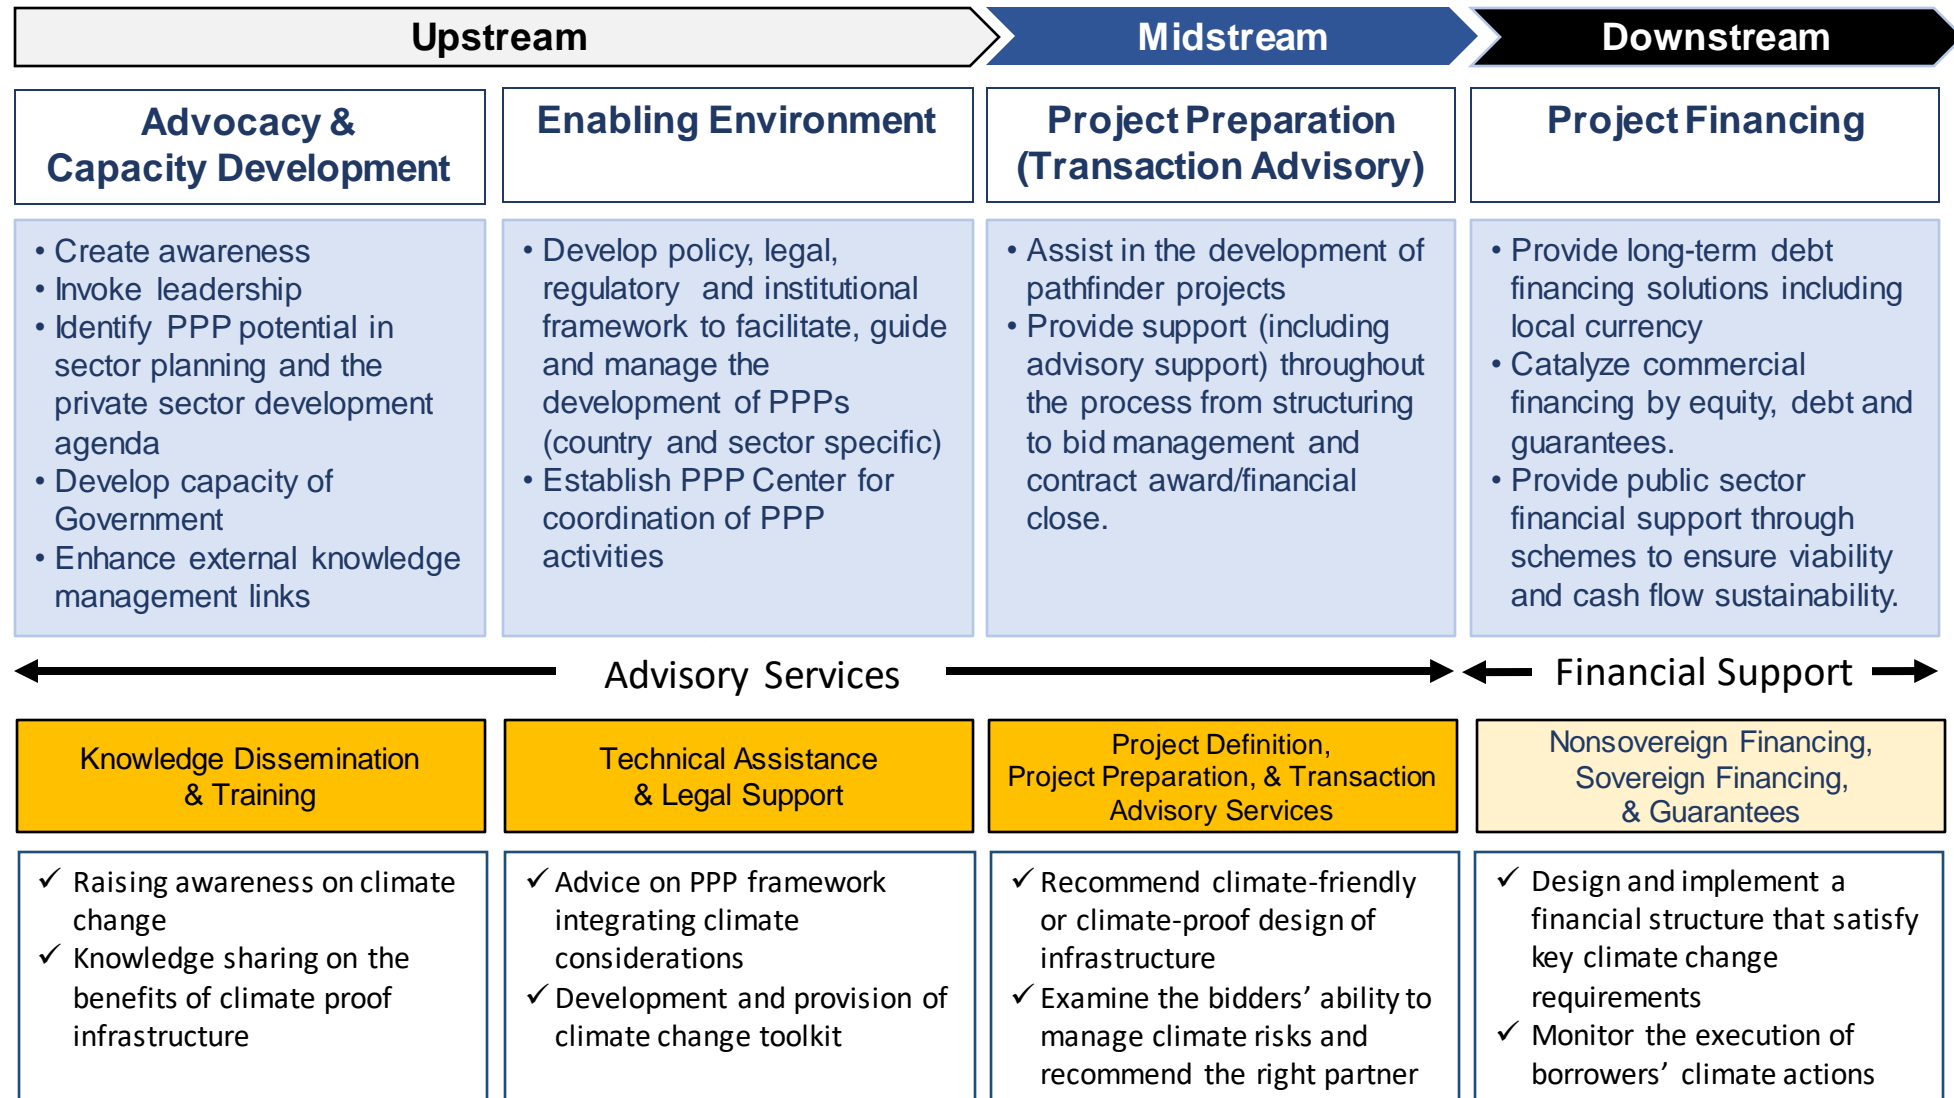 Upstream
Midstream
Downstream
Advocacy &
Capacity Development
Enabling Environment
Project Preparation
(Transaction Advisory)
Project Financing
• Create awareness
• Invoke leadership
• Identify PPP potential in
sector planning and the
private sector development
agenda
• Develop capacity of
Government
• Enhance external knowledge
management links
• Develop policy, legal,
regulatory and institutional
framework to facilitate, guide
and manage the
development of PPPs
(country and sector specific)
• Establish PPP Center for
coordination of PPP
activities
• Assist in the development of
pathfinder projects
• Provide support (including
advisory support) throughout
the process from structuring
to bid management and
contract award/financial
close.
• Provide long-term debt
financing solutions including
local currency
• Catalyze commercial
financing by equity, debt and
guarantees.
• Provide public sector
financial support through
schemes to ensure viability
and cash flow sustainability.
Advisory Services
Financial Support
Knowledge Dissemination
& Training
Technical Assistance
& Legal Support
Project Definition,
Project Preparation, & Transaction
Advisory Services
Nonsovereign Financing,
Sovereign Financing,
& Guarantees
✓ Raising awareness on climate
change
✓ Knowledge sharing on the
benefits of climate proof
infrastructure
✓ Advice on PPP framework
integrating climate
considerations
✓ Development and provision of
climate change toolkit
✓ Recommend climate-friendly
or climate-proof design of
infrastructure
✓ Examine the bidders’ ability to
manage climate risks and
recommend the right partner
✓ Design and implement a
financial structure that satisfy
key climate change
requirements
✓ Monitor the execution of
borrowers’ climate actions